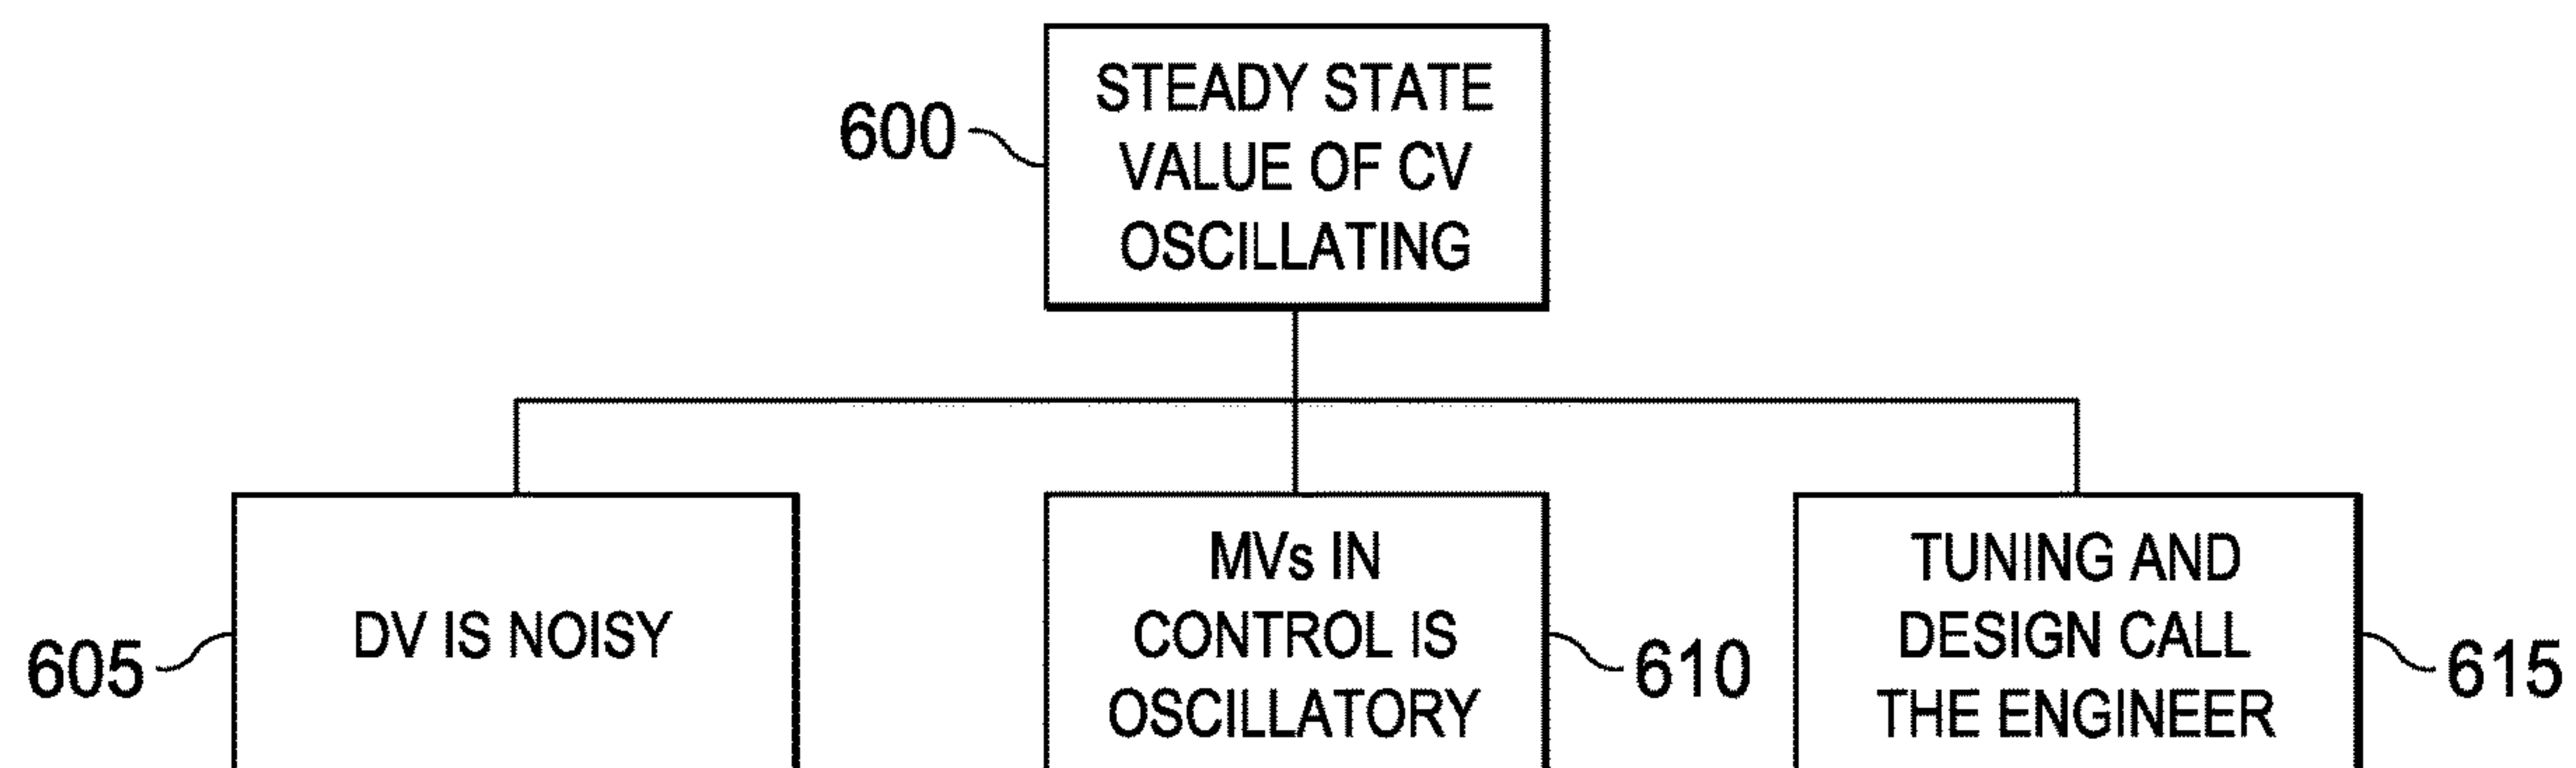 600
STEADY STATE
VALUE OF CV
OSCILLATING
605
DV IS NOISY
MVs IN
CONTROL IS
OSCILLATORY
610
TUNING AND
DESIGN CALL
THE ENGINEER
615